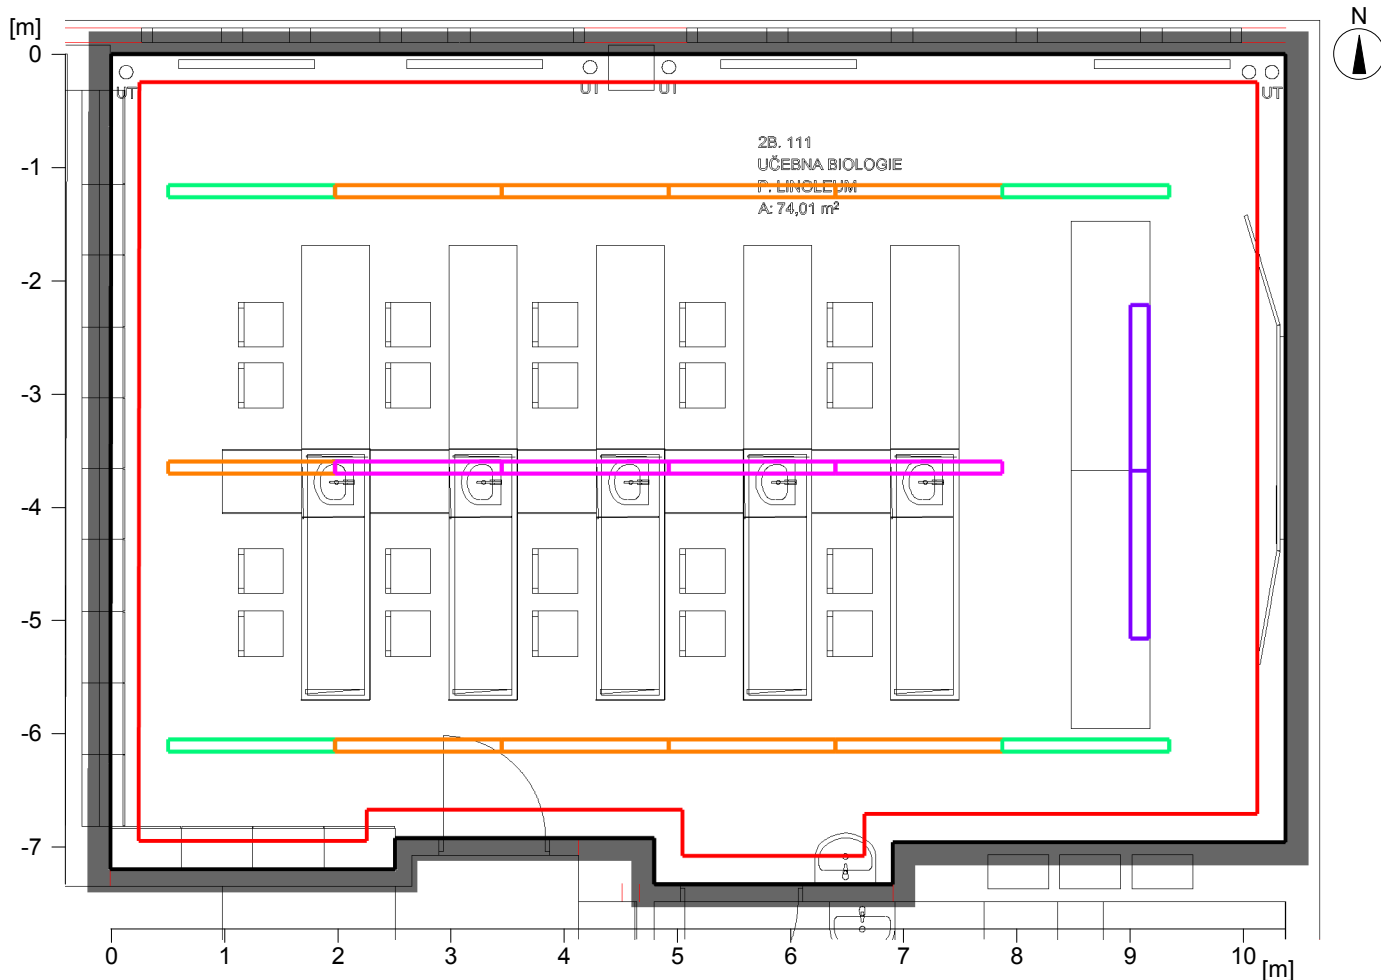 [m]
N
0
UT
UT
UT
UT
2B. 111
UČEBNA BIOLOGIE
P. LINOLEUM
A: 74,01 m²
-1
-2
-3
-4
-5
-6
-7
0 1 2 3 4 5 6 7 8 9 10
[m]